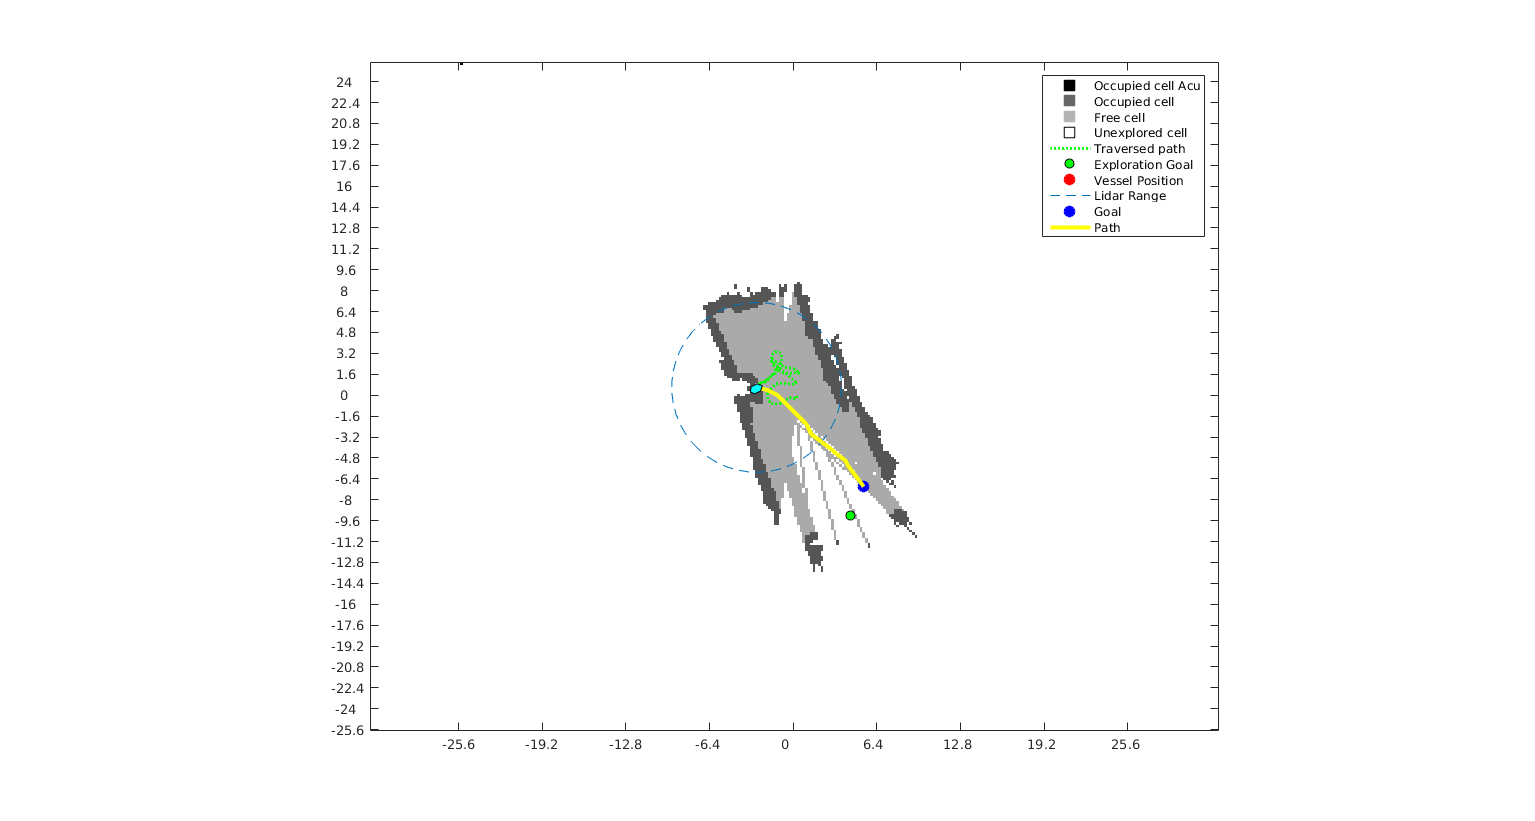 24
22.4
20.8
19.2
17.6
16
14.4
12.8
11.2
9.6
8
6.4
4.8
3.2
1.6
0
-1.6
-3.2
-4.8
-6.4
-8
-9.6
-11.2
-12.8
-14.4
-16
-17.6
-19.2
-20.8
-22.4
-24
-25.6
-25.6 -19.2 -12.8 -6.4 0 6.4 12.8 19.2 25.6
Occupied cell Acu
Occupied cell
Free cell
Unexplored cell
Traversed path
Exploration Goal
Vessel Position
Lidar Range
Goal
Path